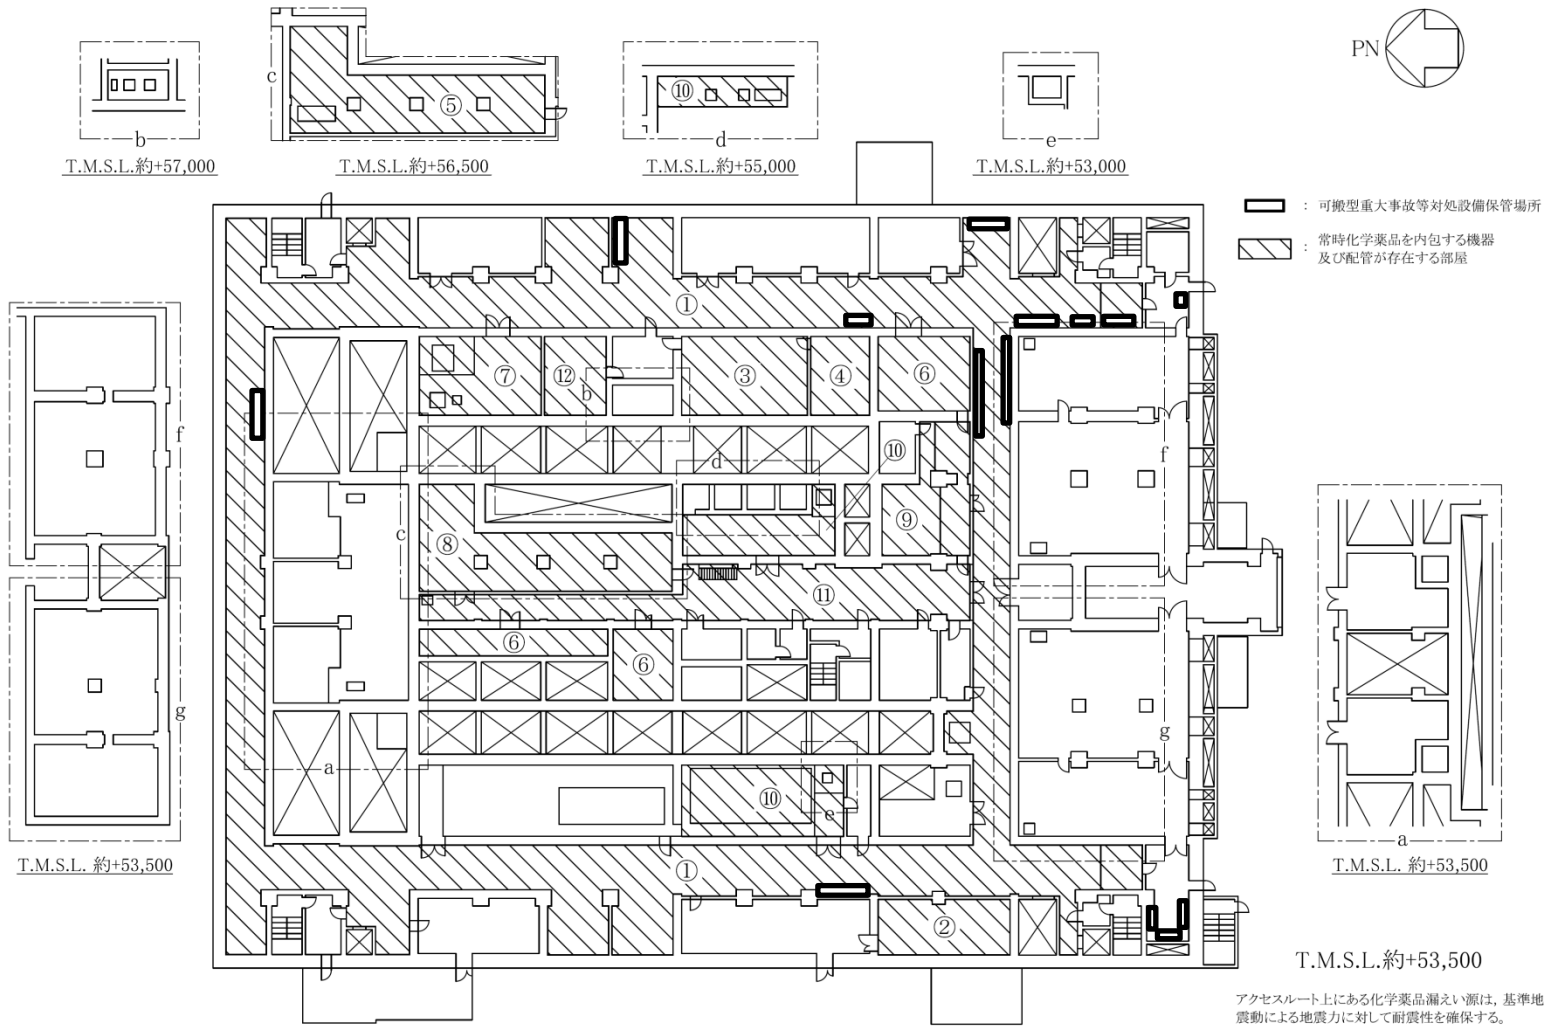 PN
c
⑤
⑩
b
T.M.S.L.約+57,000
T.M.S.L.約+56,500
d
T.M.S.L.約+55,000
e
T.M.S.L.約+53,000
： 可搬型重大事故等対処設備保管場所
： 常時化学薬品を内包する機器
及び配管が存在する部屋
①
⑦
⑫
b
③
④
⑥
f
f
d
⑩
c
⑧
⑨
⑪
⑥
⑥
g
g
a
⑩
e
T.M.S.L. 約+53,500
a
T.M.S.L. 約+53,500
①
②
T.M.S.L.約+53,500
アクセスルート上にある化学薬品漏えい源は, 基準地
震動による地震力に対して耐震性を確保する。